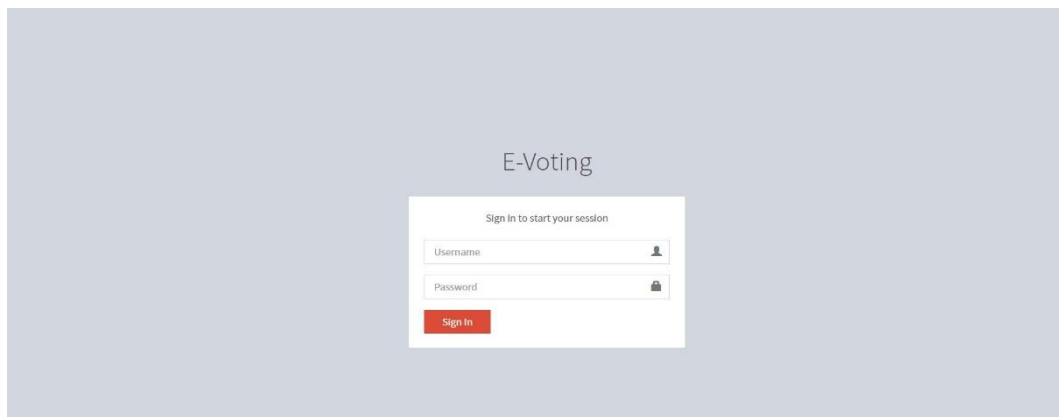 E-Voting
Sign in to start your session
Username
Password
Sign In